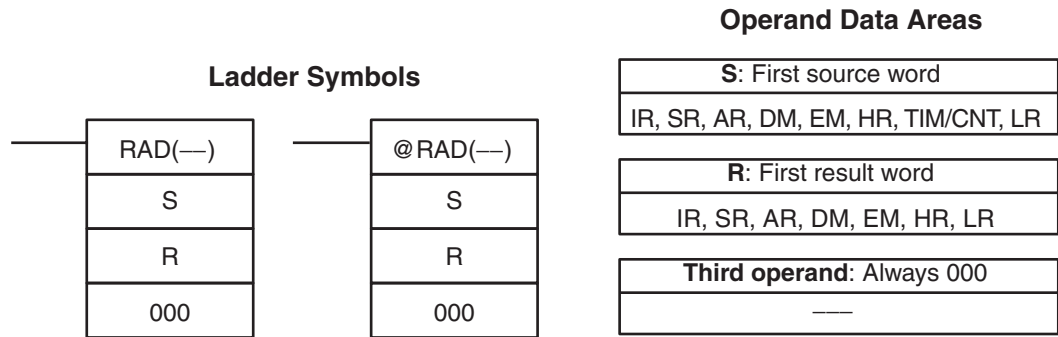 Ladder Symbols
RAD(––)
S
R
000
@RAD(––)
S
R
000
Operand Data Areas
S: First source word
IR, SR, AR, DM, EM, HR, TIM/CNT, LR
R: First result word
IR, SR, AR, DM, EM, HR, LR
Third operand: Always 000
–––